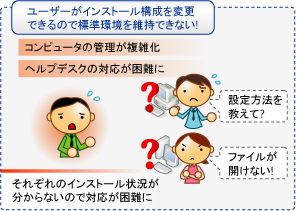 ユーザーがインストール構成を変更
できるので標準環境を維持できない!
コンピュータの管理が複雑化
ヘルプデスクの対応が困難に
設定方法を
教えて?
ファイルが
開けない!
それぞれのインストール状況が
分からないので対応が困難に